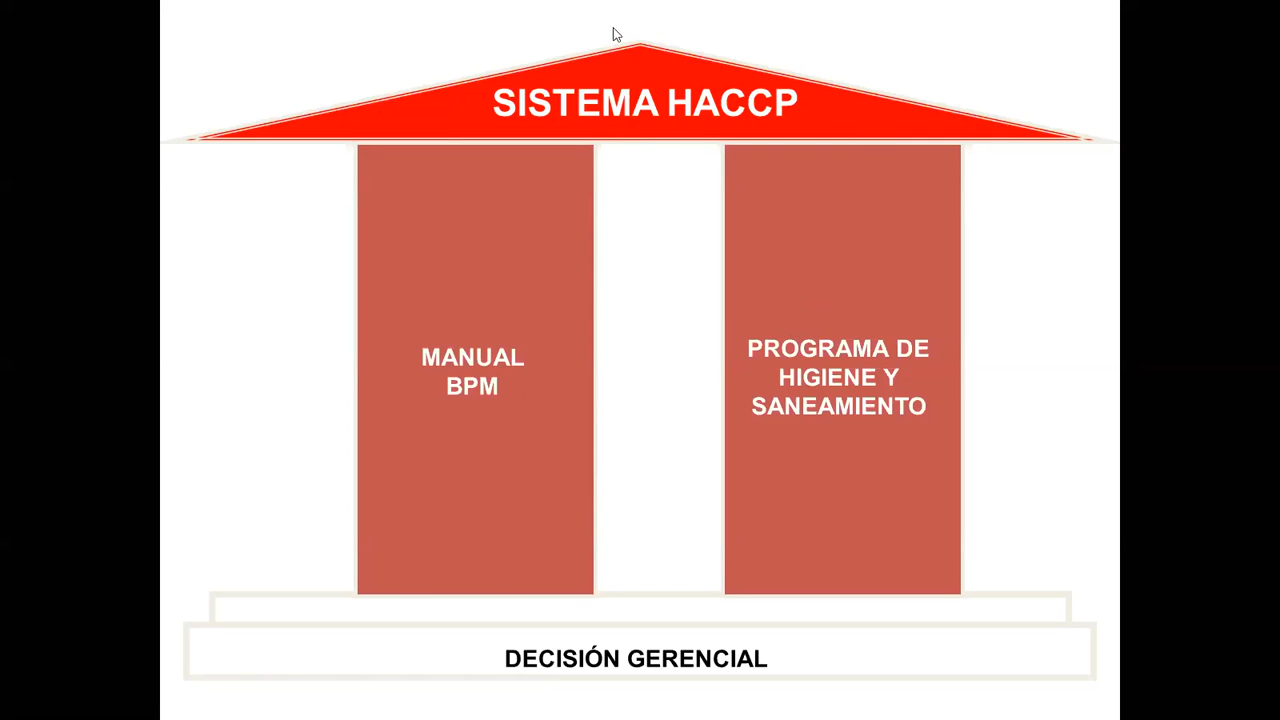 SISTEMA HACCP
MANUAL
BPM
PROGRAMA DE
HIGIENE Y
SANEAMIENTO
DECISIÓN GERENCIAL